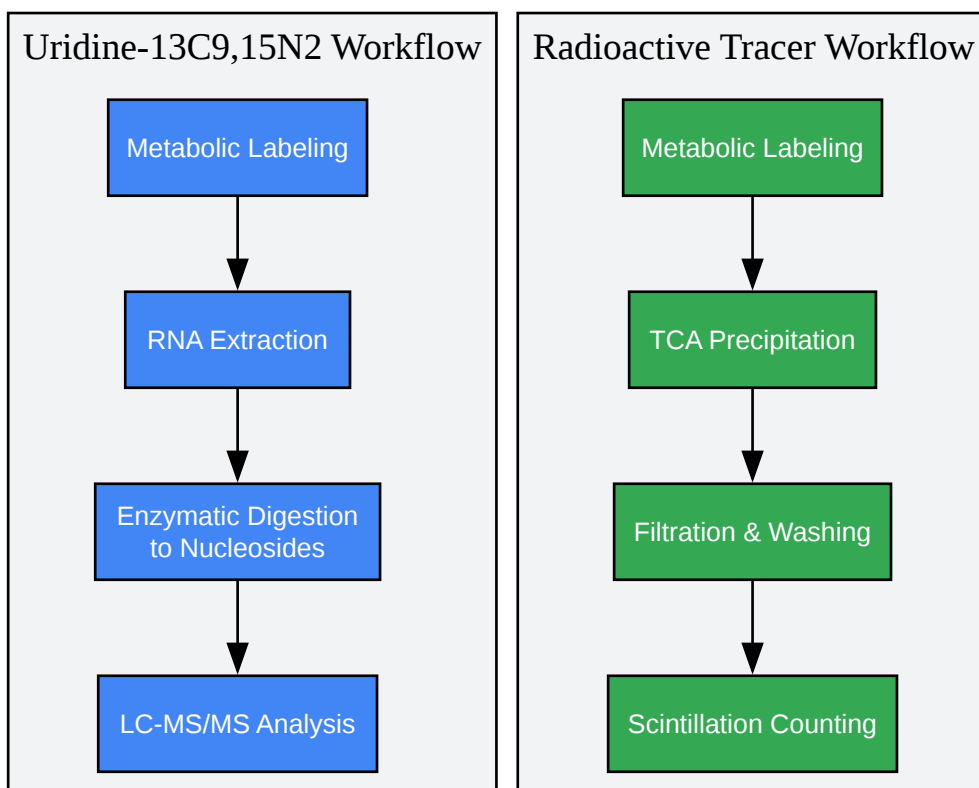 Uridine-13C9,15N2 Workflow
Metabolic Labeling
RNA Extraction
Enzymatic Digestion
to Nucleosides
LC-MS/MS Analysis
Radioactive Tracer Workflow
Metabolic Labeling
TCA Precipitation
Filtration & Washing
Scintillation Counting